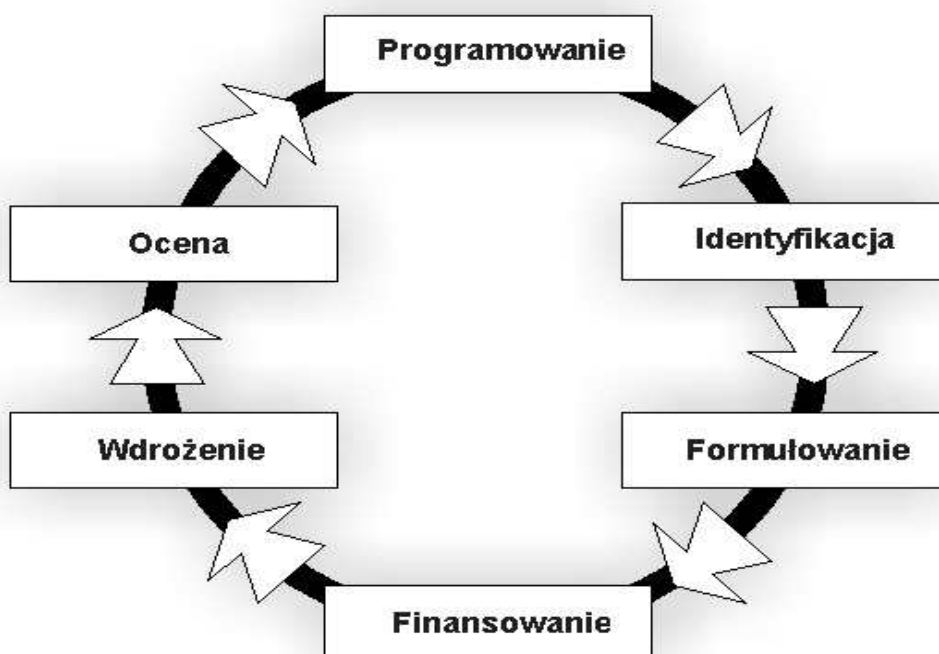 Programowanie
Ocena
Identyfikacja
Wdrożenie
Formułowanie
Finansowanie